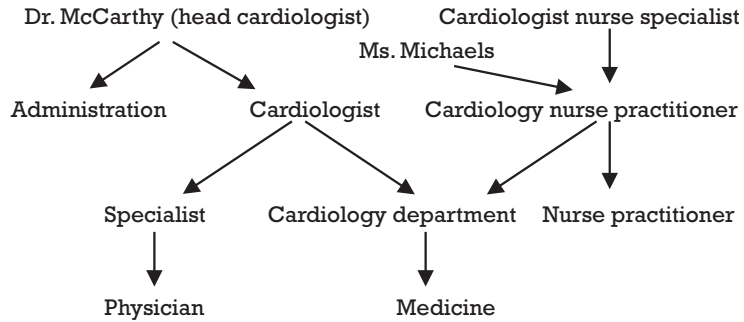 Dr. McCarthy (head cardiologist)
Cardiologist nurse specialist
Ms. Michaels
Administration
Cardiologist
Cardiology nurse practitioner
Specialist
Cardiology department
Nurse practitioner
Physician
Medicine